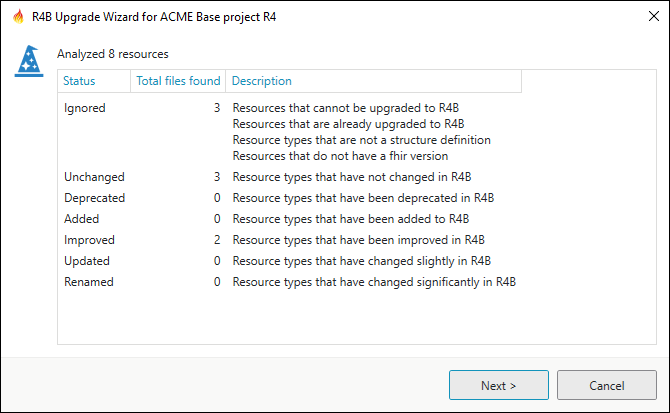 R4B Upgrade Wizard for ACME Base project R4
Analyzed 8 resources
Status Total files found Description
Ignored 3 Resources that cannot be upgraded to R4B
Resources that are already upgraded to R4B
Resource types that are not a structure definition
Resources that do not have a fhir version
Unchanged 3 Resource types that have not changed in R4B
Deprecated 0 Resource types that have been deprecated in R4B
Added 0 Resource types that have been added to R4B
Improved 2 Resource types that have been improved in R4B
Updated 0 Resource types that have changed slightly in R4B
Renamed 0 Resource types that have changed significantly in R4B
Next > Cancel